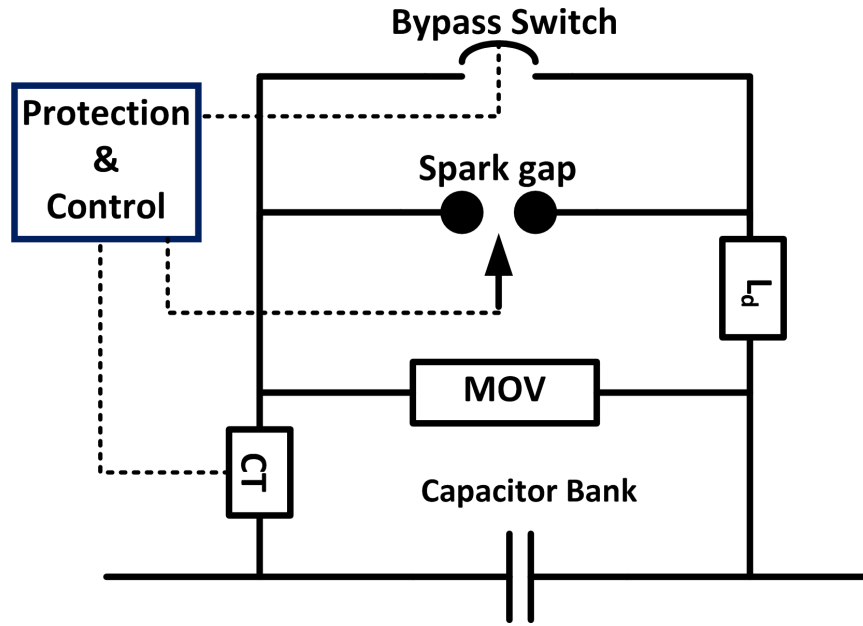 Bypass Switch
Protection
&
Control
Spark gap
Ld
MOV
CT
Capacitor Bank